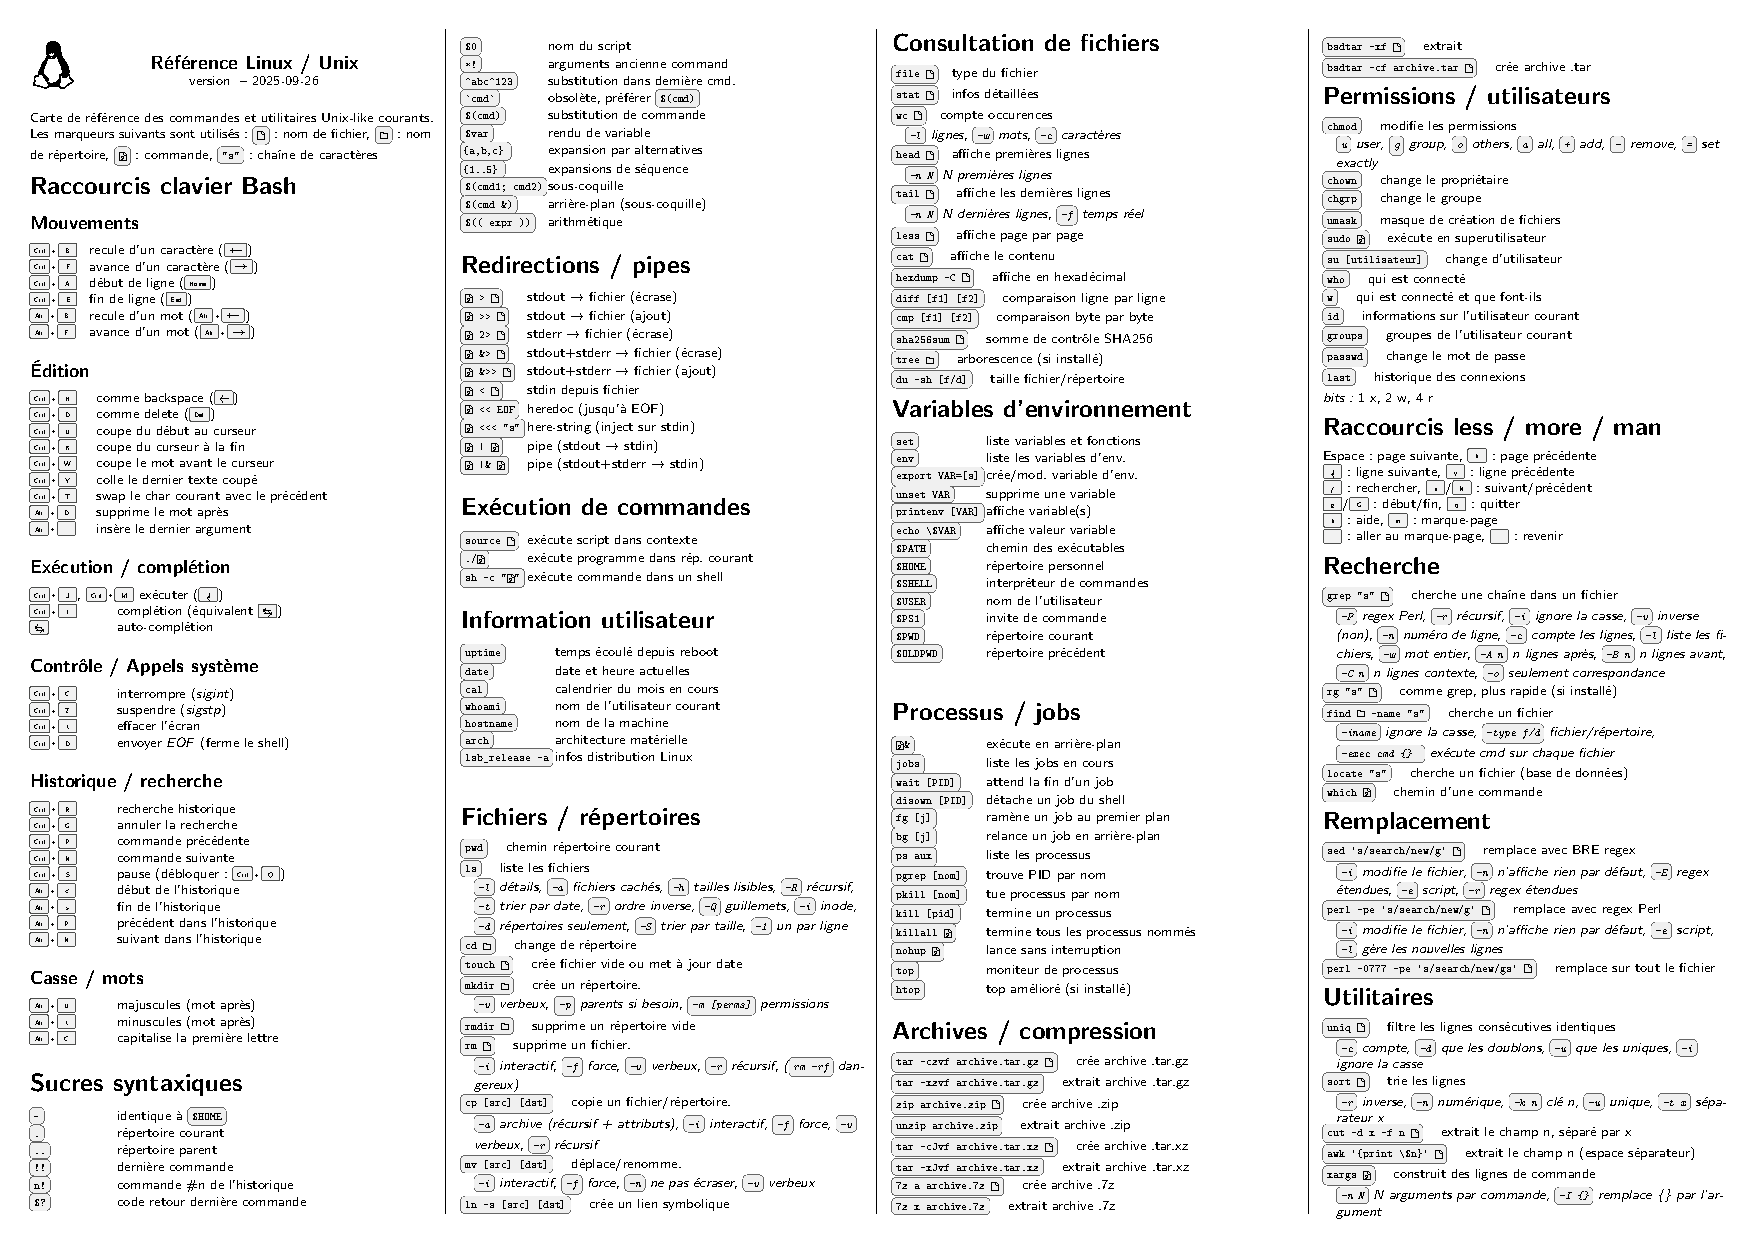 Référence Linux / Unix
version – 2025-09-26
Carte de référence des commandes et utilitaires Unix-like courants.
Les marqueurs suivants sont utilisés : : nom de fichier, : nom
de répertoire, : commande, "s" : chaîne de caractères
Raccourcis clavier Bash
Mouvements
Ctrl + B recule d'un caractère (←)
Ctrl + F avance d'un caractère (→)
Ctrl + A début de ligne (Home)
Ctrl + E fin de ligne (End)
Alt + B recule d'un mot (Alt + ←)
Alt + F avance d'un mot (Alt + →)
Édition
Ctrl + H comme backspace (←)
Ctrl + D comme delete (Del)
Ctrl + U coupe du début au curseur
Ctrl + K coupe du curseur à la fin
Ctrl + W coupe le mot avant le curseur
Ctrl + Y colle le dernier texte coupé
Ctrl + T swap le char courant avec le précédent
Alt + D supprime le mot après
Alt + insère le dernier argument
Exécution / complétion
Ctrl + J, Ctrl + M exécuter (↲)
Ctrl + I complétion (équivalent ↹)
↹ auto-complétion
Contrôle / Appels système
Ctrl + C interrompre (sigint)
Ctrl + Z suspendre (sigstp)
Ctrl + L effacer l'écran
Ctrl + D envoyer EOF (ferme le shell)
Historique / recherche
Ctrl + R recherche historique
Ctrl + G annuler la recherche
Ctrl + P commande précédente
Ctrl + N commande suivante
Ctrl + S pause (débloquer : Ctrl + Q)
Alt + < début de l'historique
Alt + > fin de l'historique
Alt + P précédent dans l'historique
Alt + N suivant dans l'historique
Casse / mots
Alt + U majuscules (mot après)
Alt + L minuscules (mot après)
Alt + C capitalise la première lettre
Sucres syntaxiques
~ identique à $HOME
. répertoire courant
.. répertoire parent
!! dernière commande
n! commande #n de l'historique
$? code retour dernière commande
$0 nom du script
*! arguments ancienne command
^abc^123 substitution dans dernière cmd.
`cmd` obsolète, préférer $(cmd)
$(cmd) substitution de commande
$var rendu de variable
{a,b,c} expansion par alternatives
{1..5} expansions de séquence
$(cmd1; cmd2) sous-coquille
$(cmd &) arrière-plan (sous-coquille)
$(( expr )) arithmétique
Redirections / pipes
> stdout → fichier (écrase)
>> stdout → fichier (ajout)
2> stderr → fichier (écrase)
&> stdout+stderr → fichier (écrase)
&>> stdout+stderr → fichier (ajout)
< stdin depuis fichier
<< EOF heredoc (jusqu'à EOF)
<<< "s" here-string (inject sur stdin)
| pipe (stdout → stdin)
|& pipe (stdout+stderr → stdin)
Exécution de commandes
source exécute script dans contexte
./ exécute programme dans rép. courant
sh -c "" exécute commande dans un shell
Information utilisateur
uptime temps écoulé depuis reboot
date date et heure actuelles
cal calendrier du mois en cours
whoami nom de l'utilisateur courant
hostname nom de la machine
arch architecture matérielle
lsb_release -a infos distribution Linux
Fichiers / répertoires
pwd chemin répertoire courant
ls liste les fichiers
-l détails, -a fichiers cachés, -h tailles lisibles, -R récursif,
-t trier par date, -r ordre inverse, -Q guillemets, -i inode,
-d répertoires seulement, -S trier par taille, -1 un par ligne
cd change de répertoire
touch crée fichier vide ou met à jour date
mkdir crée un répertoire.
-v verbeux, -p parents si besoin, -m [perms] permissions
rmdir supprime un répertoire vide
rm supprime un fichier.
-i interactif, -f force, -v verbeux, -r récursif, (rm -rf dan-
gereux)
cp [src] [dst] copie un fichier/répertoire.
-a archive (récursif + attributs), -i interactif, -f force, -v
verbeux, -r récursif
mv [src] [dst] déplace/renomme.
-i interactif, -f force, -n ne pas écraser, -v verbeux
ln -s [src] [dst] crée un lien symbolique
Consultation de fichiers
file type du fichier
stat infos détaillées
wc compte occurences
-l lignes, -w mots, -c caractères
head affiche premières lignes
-n N N premières lignes
tail affiche les dernières lignes
-n N N dernières lignes, -f temps réel
less affiche page par page
cat affiche le contenu
hexdump -C affiche en hexadécimal
diff [f1] [f2] comparaison ligne par ligne
cmp [f1] [f2] comparaison byte par byte
sha256sum somme de contrôle SHA256
tree arborescence (si installé)
du -sh [f/d] taille fichier/répertoire
Variables d'environnement
set liste variables et fonctions
env liste les variables d'env.
export VAR=[s] crée/mod. variable d'env.
unset VAR supprime une variable
printenv [VAR] affiche variable(s)
echo \$VAR affiche valeur variable
$PATH chemin des exécutables
$HOME répertoire personnel
$SHELL interpréteur de commandes
$USER nom de l'utilisateur
$PS1 invite de commande
$PWD répertoire courant
$OLDPWD répertoire précédent
Processus / jobs
& exécute en arrière-plan
jobs liste les jobs en cours
wait [PID] attend la fin d'un job
disown [PID] détache un job du shell
fg [j] ramène un job au premier plan
bg [j] relance un job en arrière-plan
ps aux liste les processus
pgrep [nom] trouve PID par nom
pkill [nom] tue processus par nom
kill [pid] termine un processus
killall termine tous les processus nommés
nohup lance sans interruption
top moniteur de processus
htop top amélioré (si installé)
Archives / compression
tar -czvf archive.tar.gz crée archive .tar.gz
tar -xzvf archive.tar.gz extrait archive .tar.gz
zip archive.zip crée archive .zip
unzip archive.zip extrait archive .zip
tar -cJvf archive.tar.xz crée archive .tar.xz
tar -xJvf archive.tar.xz extrait archive .tar.xz
7z a archive.7z crée archive .7z
7z x archive.7z extrait archive .7z
bsdtar -xf extrait
bsdtar -cf archive.tar crée archive .tar
Permissions / utilisateurs
chmod modifie les permissions
u user, g group, o others, a all, + add, - remove, = set
exactly
chown change le propriétaire
chgrp change le groupe
umask masque de création de fichiers
sudo exécute en superutilisateur
su [utilisateur] change d'utilisateur
who qui est connecté
w qui est connecté et que font-ils
id informations sur l'utilisateur courant
groups groupes de l'utilisateur courant
passwd change le mot de passe
last historique des connexions
bits : 1 x, 2 w, 4 r
Raccourcis less / more / man
Espace : page suivante, b : page précédente
↲ : ligne suivante, y : ligne précédente
/ : rechercher, n/N : suivant/précédent
g/G : début/fin, q : quitter
h : aide, m : marque-page
: aller au marque-page, : revenir
Recherche
grep "s" cherche une chaîne dans un fichier
-P regex Perl, -r récursif, -i ignore la casse, -v inverse
(non), -n numéro de ligne, -c compte les lignes, -l liste les fi-
chiers, -w mot entier, -A n n lignes après, -B n n lignes avant,
-C n n lignes contexte, -o seulement correspondance
rg "s" comme grep, plus rapide (si installé)
find -name "s" cherche un fichier
-iname ignore la casse, -type f/d fichier/répertoire,
-exec cmd {} exécute cmd sur chaque fichier
locate "s" cherche un fichier (base de données)
which chemin d'une commande
Remplacement
sed 's/search/new/g' remplace avec BRE regex
-i modifie le fichier, -n n'affiche rien par défaut, -E regex
étendues, -e script, -r regex étendues
perl -pe 's/search/new/g' remplace avec regex Perl
-i modifie le fichier, -n n'affiche rien par défaut, -e script,
-l gère les nouvelles lignes
perl -0777 -pe 's/search/new/gs' remplace sur tout le fichier
Utilitaires
uniq filtre les lignes consécutives identiques
-c compte, -d que les doublons, -u que les uniques, -i
ignore la casse
sort trie les lignes
-r inverse, -n numérique, -k n clé n, -u unique, -t x sépa-
rateur x
cut -d x -f n extrait le champ n, séparé par x
awk '{print \$n}' extrait le champ n (espace séparateur)
xargs construit des lignes de commande
-n N N arguments par commande, -I {} remplace {} par l'ar-
gument